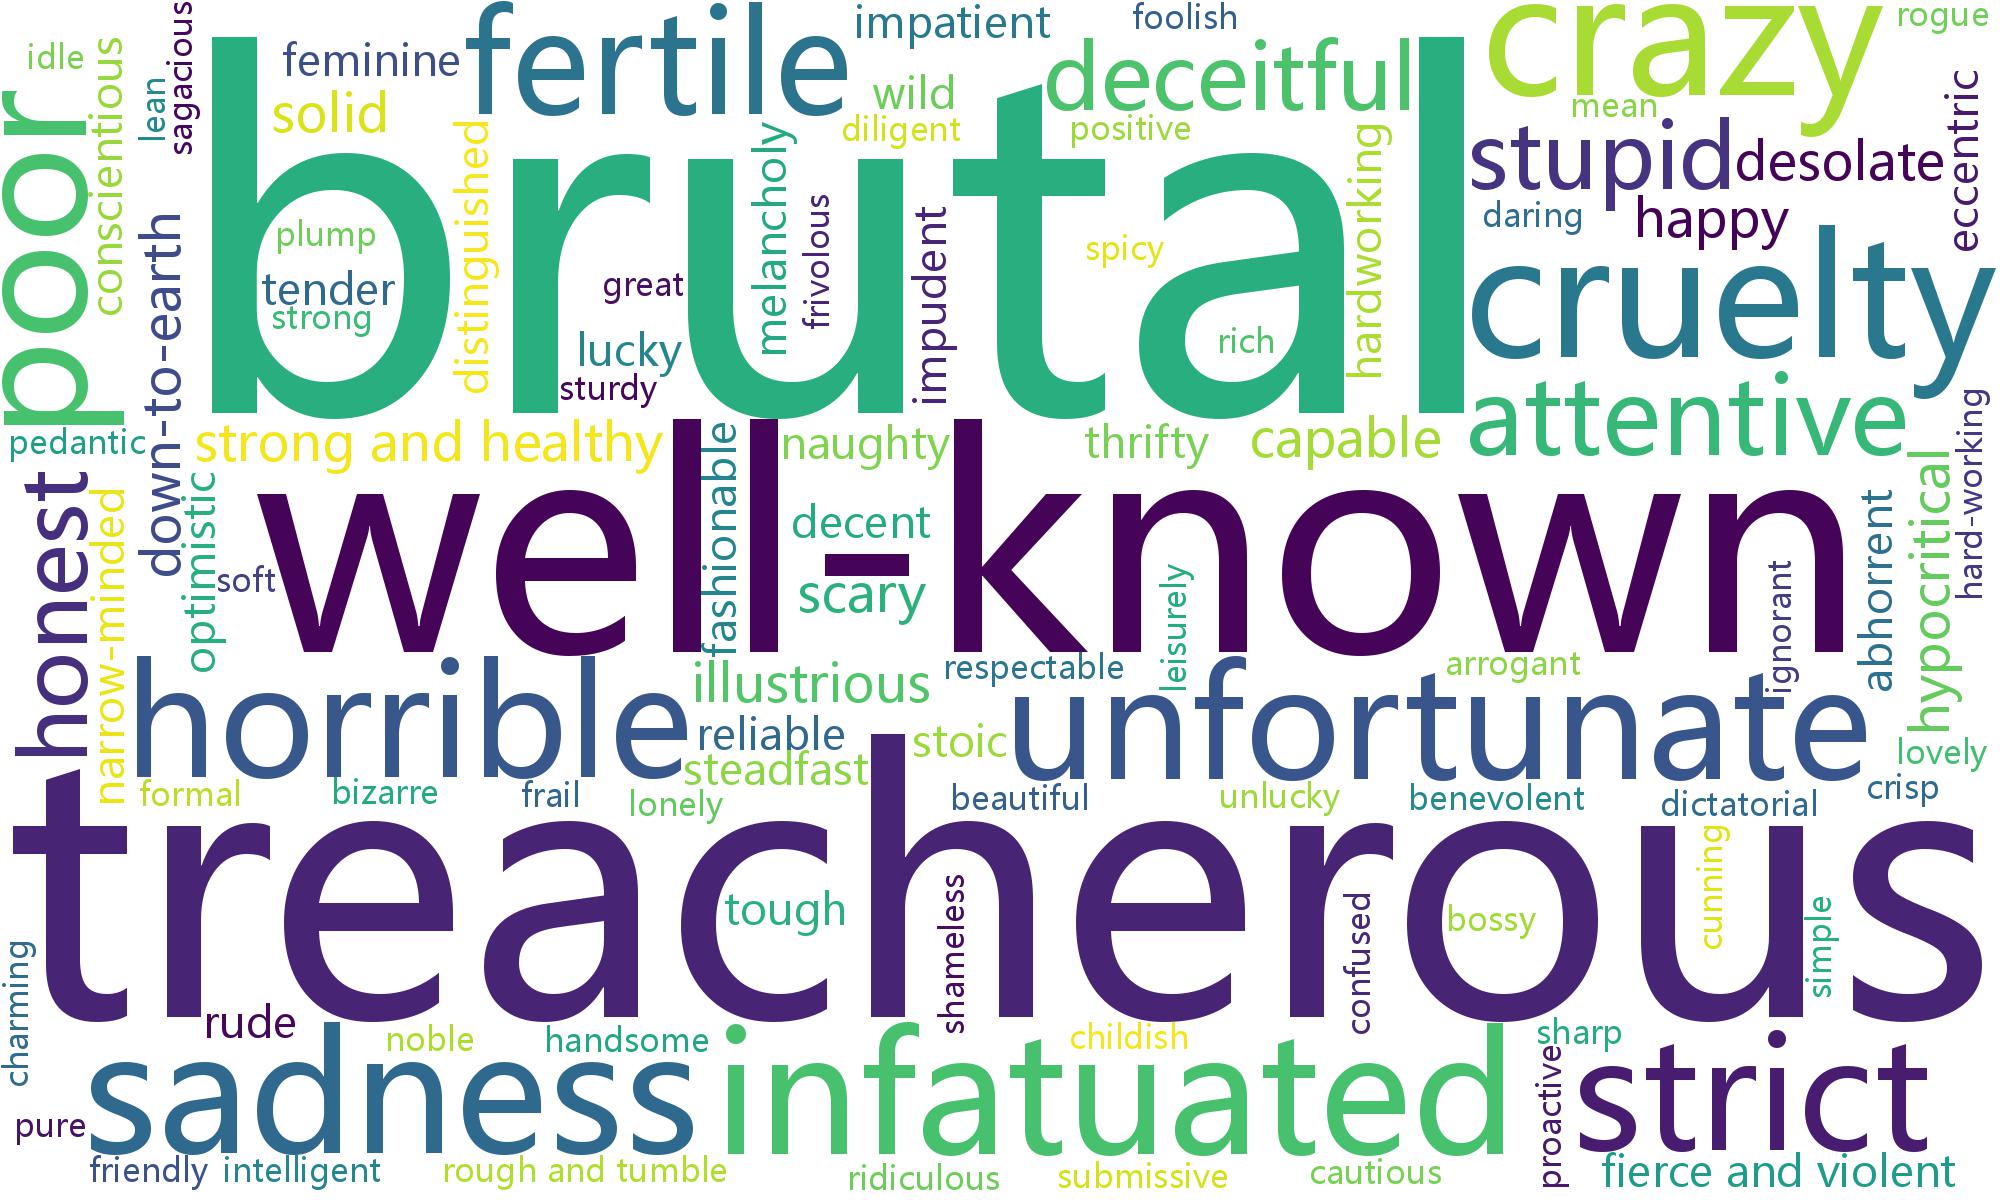 idle
conscientious
lean
sagacious
feminine
fertile
impatient
foolish
crazy
rogue
poor
solid
wild
diligent
deceitful
positive
mean
eccentric
brutal
distinguished
melancholy
hardworking
stupid
desolate
daring
happy
plump
tender
strong
great
frivolous
impudent
spicy
rich
lucky
sturdy
down-to-earth
cruelty
attentive
pedantic
strong and healthy
fashionable
naughty
thrifty
capable
hard-working
honest
narrow-minded
optimistic
soft
well-known
decent
scary
leisurely
ignorant
abhorrent
hypocritical
horrible
illustrious
respectable
arrogant
reliable
steadfast
stoic
unfortunate
lovely
formal
bizarre
frail
lonely
beautiful
unlucky
benevolent
dictatorial
crisp
treacherous
tough
shameless
confused
bossy
cunning
simple
charming
rude
noble
handsome
childish
sharp
sadness
infatuated
proactive
strict
pure
friendly
intelligent
rough and tumble
ridiculous
submissive
cautious
fierce and violent